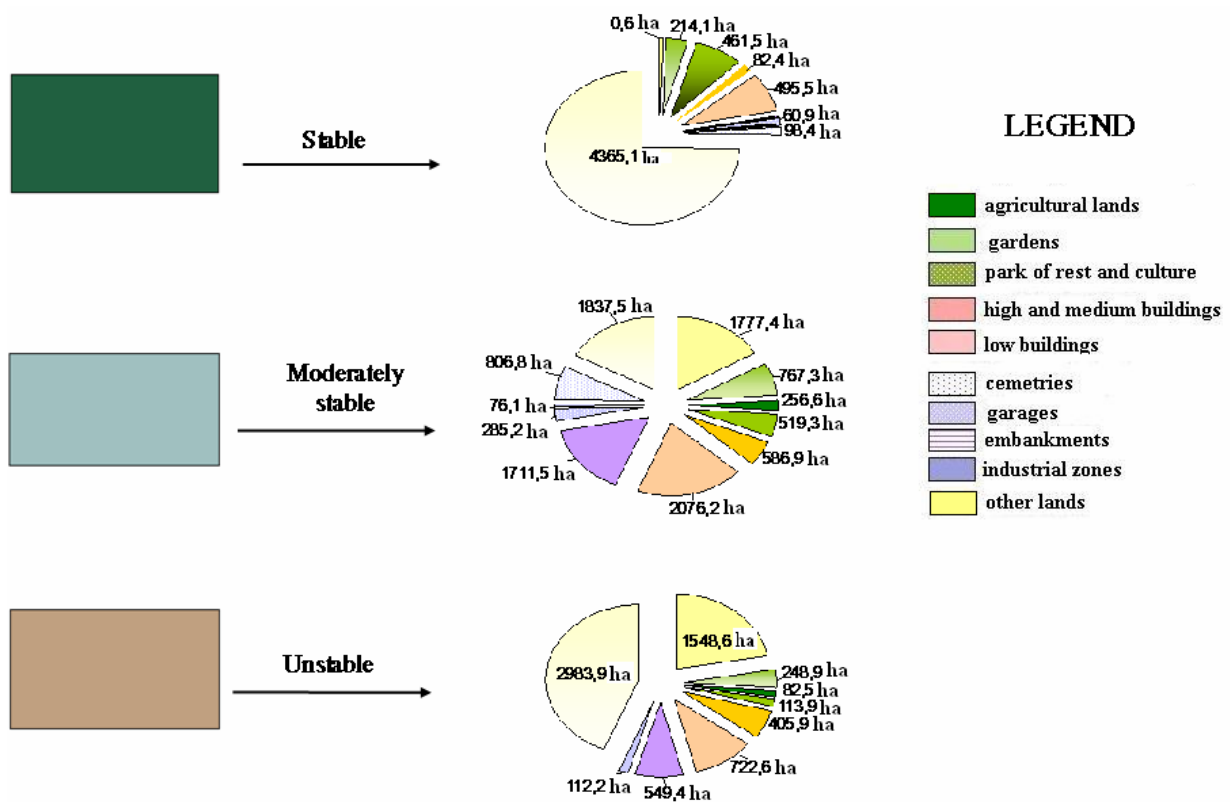 0,6 ha
214,1 ha
461,5 ha
82,4 ha
495,5 ha
60,9 ha
98,4 ha
4365,1 ha
Stable
LEGEND
agricultural lands
gardens
park of rest and culture
high and medium buildings
low buildings
cemetries
garages
embankments
industrial zones
other lands
1837,5 ha
1777,4 ha
806,8 ha
767,3 ha
256,6 ha
76,1 ha
519,3 ha
285,2 ha
586,9 ha
1711,5 ha
2076,2 ha
Moderately
stable
Unstable
2983,9 ha
1548,6 ha
248,9 ha
82,5 ha
113,9 ha
405,9 ha
722,6 ha
549,4 ha
112,2 ha